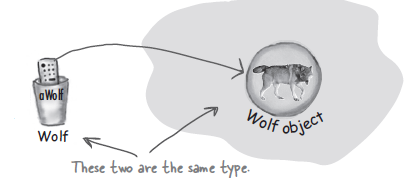 aWolf
Wolf
Wolf object
These two are the same type.